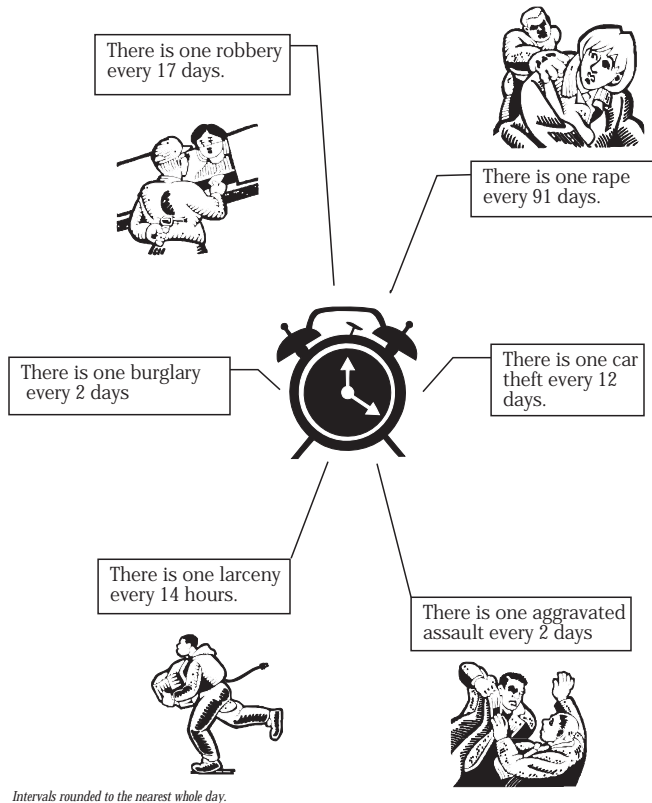 There is one robbery
every 17 days.
There is one rape
every 91 days.
There is one burglary
every 2 days
There is one car
theft every 12
days.
There is one larceny
every 14 hours.
There is one aggravated
assault every 2 days
Intervals rounded to the nearest whole day.